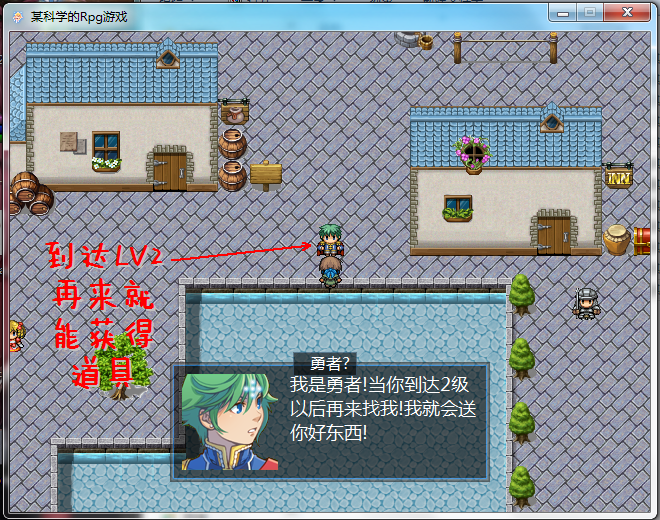 某科学的Rpg游戏
INN
到达LV2
再来就
能获得
道具
勇者?
我是勇者!当你到达2级
以后再来找我!我就会送
你好东西!